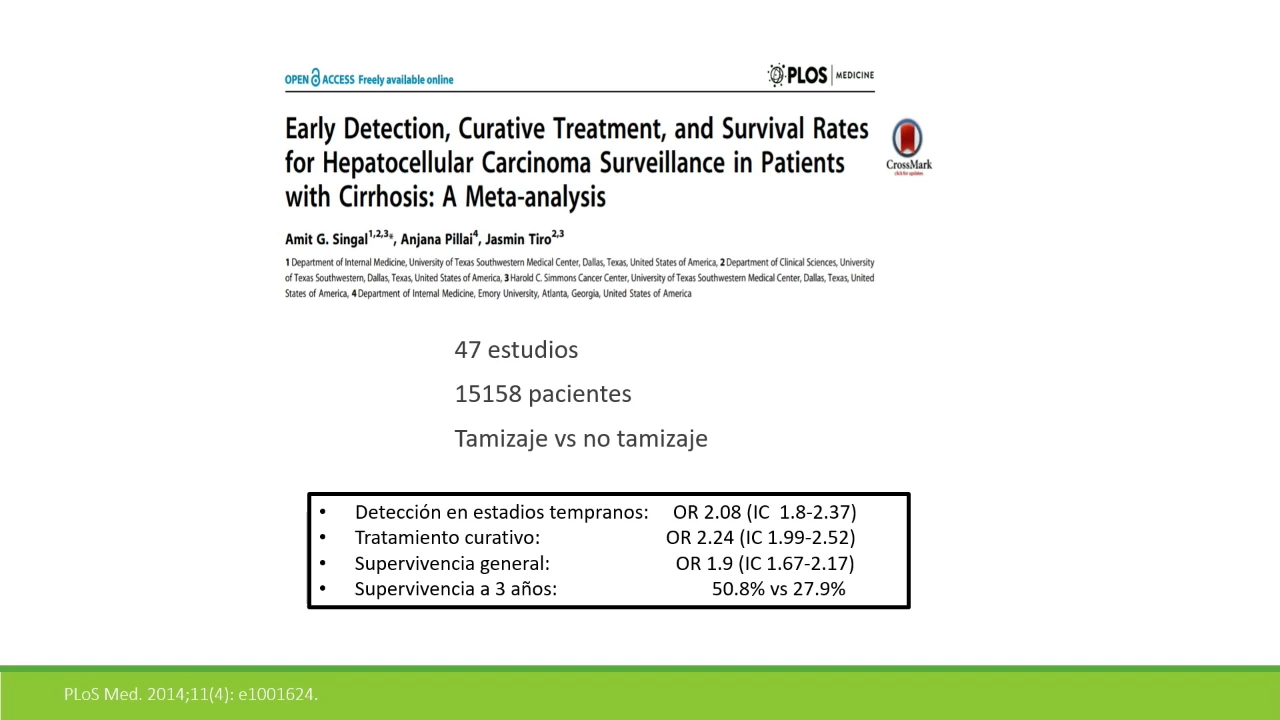 OPEN ACCESS Freely available online
PLOS | MEDICINE
Early Detection, Curative Treatment, and Survival Rates
for Hepatocellular Carcinoma Surveillance in Patients
with Cirrhosis: A Meta-analysis
CrossMark
click for updates
Amit G. Singal1,2,3*, Anjana Pillai4, Jasmin Tiro2,3
1 Department of Internal Medicine, University of Texas Southwestern Medical Center, Dallas, Texas, United States of America, 2 Department of Clinical Sciences, University
of Texas Southwestern, Dallas, Texas, United States of America, 3 Harold C. Simmons Cancer Center, University of Texas Southwestern Medical Center, Dallas, Texas, United
States of America, 4 Department of Internal Medicine, Emory University, Atlanta, Georgia, United States of America
47 estudios
15158 pacientes
Tamizaje vs no tamizaje
• Detección en estadios tempranos: OR 2.08 (IC 1.8-2.37)
• Tratamiento curativo: OR 2.24 (IC 1.99-2.52)
• Supervivencia general: OR 1.9 (IC 1.67-2.17)
• Supervivencia a 3 años: 50.8% vs 27.9%
PLoS Med. 2014;11(4): e1001624.